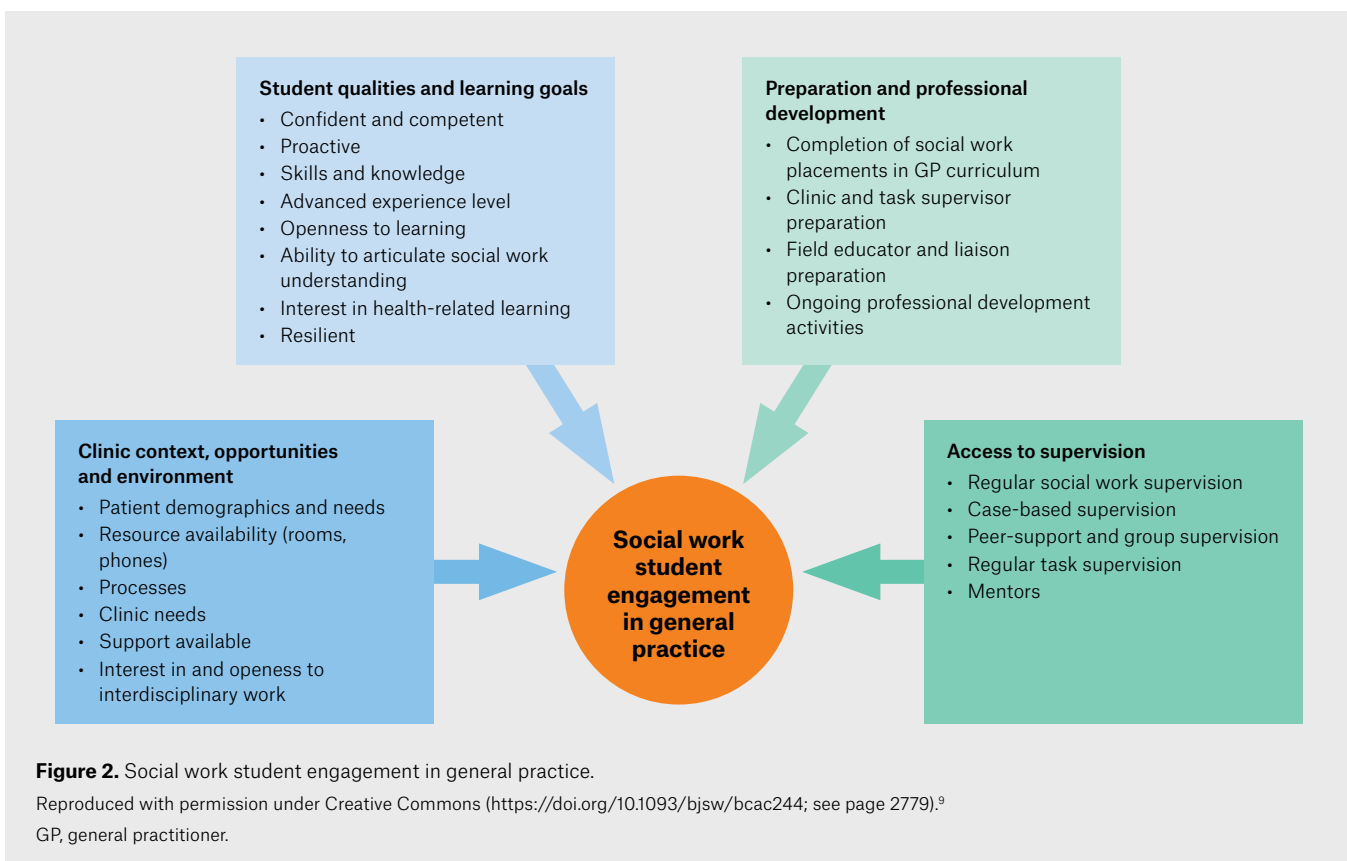 Student qualities and learning goals
• Confident and competent
• Proactive
• Skills and knowledge
• Advanced experience level
• Openness to learning
• Ability to articulate social work
understanding
• Interest in health-related learning
• Resilient
Preparation and professional
development
• Completion of social work
placements in GP curriculum
• Clinic and task supervisor
preparation
• Field educator and liaison
preparation
• Ongoing professional development
activities
Clinic context, opportunities
and environment
• Patient demographics and needs
• Resource availability (rooms,
phones)
• Processes
• Clinic needs
• Support available
• Interest in and openess to
interdisciplinary work
Social work
student
engagement
in general
practice
Access to supervision
• Regular social work supervision
• Case-based supervision
• Peer-support and group supervision
• Regular task supervision
• Mentors
Figure 2. Social work student engagement in general practice.
Reproduced with permission under Creative Commons (https://doi.org/10.1093/bjsw/bcac244; see page 2779).⁹
GP, general practitioner.